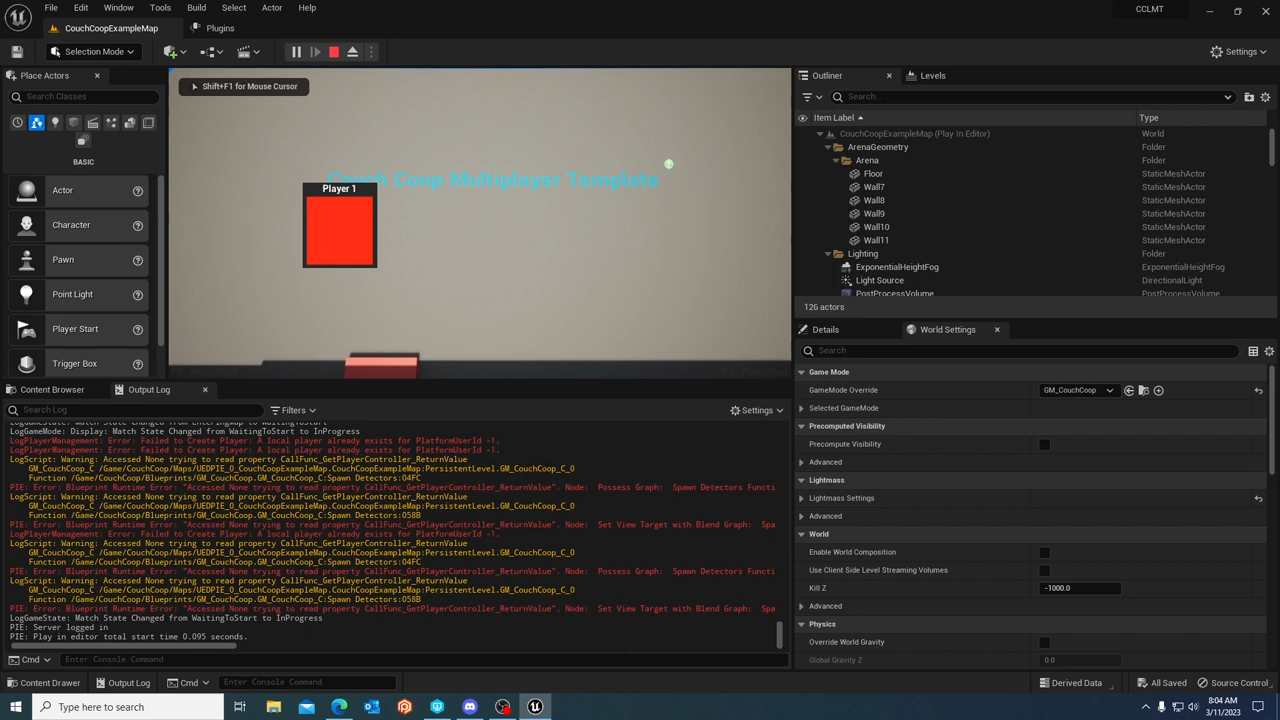 File Edit Window Tools Build Select Actor Help
CCLMT
CouchCoopExampleMap
Plugins
Selection Mode
Settings
Place Actors
Search Classes
BASIC
Actor
Character
Pawn
Point Light
Player Start
Trigger Box
Shift+F1 for Mouse Cursor
Couch Coop Multiplayer Template
Player 1
Outliner
Levels
Search...
Item Label
Type
CouchCoopExampleMap (Play In Editor) World
ArenaGeometry Folder
Arena Folder
Floor StaticMeshActor
Wall7 StaticMeshActor
Wall8 StaticMeshActor
Wall9 StaticMeshActor
Wall10 StaticMeshActor
Wall11 StaticMeshActor
Lighting Folder
ExponentialHeightFog ExponentialHeightFog
Light Source DirectionalLight
PostProcessVolume PostProcessVolume
126 actors
Details
World Settings
Search
Game Mode
GameMode Override GM_CouchCoop
Selected GameMode
Precomputed Visibility
Precompute Visibility
Advanced
Lightmass
Lightmass Settings
Advanced
World
Enable World Composition
Use Client Side Level Streaming Volumes
Kill Z -1000.0
Advanced
Physics
Override World Gravity
Global Gravity Z 0.0
Content Browser
Output Log
Search Log
Filters
Settings
LogGameState: Match State Changed from EnteringMap to WaitingToStart
LogGameMode: Display: Match State Changed from WaitingToStart to InProgress
LogPlayerManagement: Error: Failed to Create Player: A local player already exists for PlatformUserId -1,
LogPlayerManagement: Error: Failed to Create Player: A local player already exists for PlatformUserId -1,
LogScript: Warning: Accessed None trying to read property CallFunc_GetPlayerController_ReturnValue
GM_CouchCoop_C /Game/CouchCoop/Maps/UEDPIE_0_CouchCoopExampleMap.CouchCoopExampleMap:PersistentLevel.GM_CouchCoop_C_0
Function /Game/CouchCoop/Blueprints/GM_CouchCoop.GM_CouchCoop_C:Spawn Detectors:04FC
PIE: Error: Blueprint Runtime Error: "Accessed None trying to read property CallFunc_GetPlayerController_ReturnValue". Node:  Possess Graph:  Spawn Detectors Functi
LogScript: Warning: Accessed None trying to read property CallFunc_GetPlayerController_ReturnValue
GM_CouchCoop_C /Game/CouchCoop/Maps/UEDPIE_0_CouchCoopExampleMap.CouchCoopExampleMap:PersistentLevel.GM_CouchCoop_C_0
Function /Game/CouchCoop/Blueprints/GM_CouchCoop.GM_CouchCoop_C:Spawn Detectors:058B
PIE: Error: Blueprint Runtime Error: "Accessed None trying to read property CallFunc_GetPlayerController_ReturnValue". Node:  Set View Target with Blend Graph:  Spa
LogPlayerManagement: Error: Failed to Create Player: A local player already exists for PlatformUserId -1,
LogScript: Warning: Accessed None trying to read property CallFunc_GetPlayerController_ReturnValue
GM_CouchCoop_C /Game/CouchCoop/Maps/UEDPIE_0_CouchCoopExampleMap.CouchCoopExampleMap:PersistentLevel.GM_CouchCoop_C_0
Function /Game/CouchCoop/Blueprints/GM_CouchCoop.GM_CouchCoop_C:Spawn Detectors:04FC
PIE: Error: Blueprint Runtime Error: "Accessed None trying to read property CallFunc_GetPlayerController_ReturnValue". Node:  Possess Graph:  Spawn Detectors Functi
LogScript: Warning: Accessed None trying to read property CallFunc_GetPlayerController_ReturnValue
GM_CouchCoop_C /Game/CouchCoop/Maps/UEDPIE_0_CouchCoopExampleMap.CouchCoopExampleMap:PersistentLevel.GM_CouchCoop_C_0
Function /Game/CouchCoop/Blueprints/GM_CouchCoop.GM_CouchCoop_C:Spawn Detectors:058B
PIE: Error: Blueprint Runtime Error: "Accessed None trying to read property CallFunc_GetPlayerController_ReturnValue". Node:  Set View Target with Blend Graph:  Spa
LogGameState: Match State Changed from WaitingToStart to InProgress
PIE: Server logged in
PIE: Play in editor total start time 0.095 seconds.
Cmd
Enter Console Command
Content Drawer
Output Log
Cmd
Enter Console Command
Derived Data
All Saved
Source Control
Type here to search
8:04 AM
3/11/2023